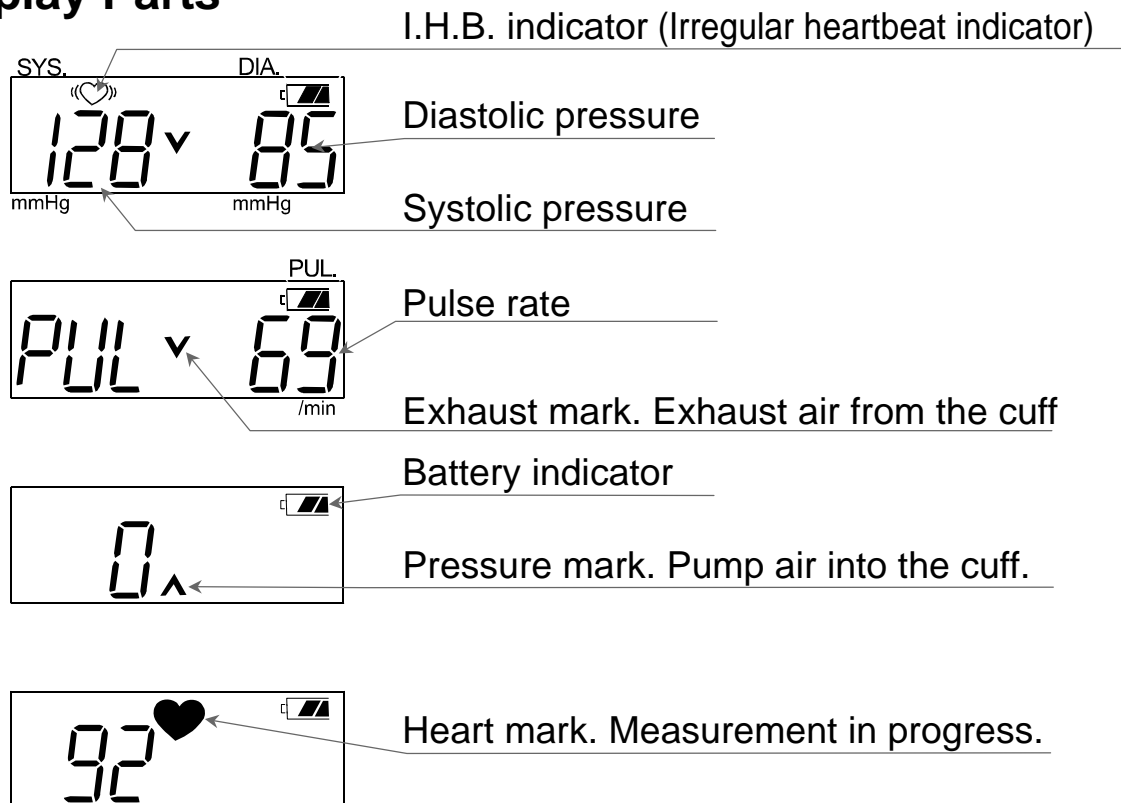 play Parts
I.H.B. indicator (Irregular heartbeat indicator)
SYS. DIA.
128 85
mmHg mmHg
Diastolic pressure
Systolic pressure
PUL.
PUL 69
/min
Pulse rate
Exhaust mark. Exhaust air from the cuff
Battery indicator
0
Pressure mark. Pump air into the cuff.
92
Heart mark. Measurement in progress.